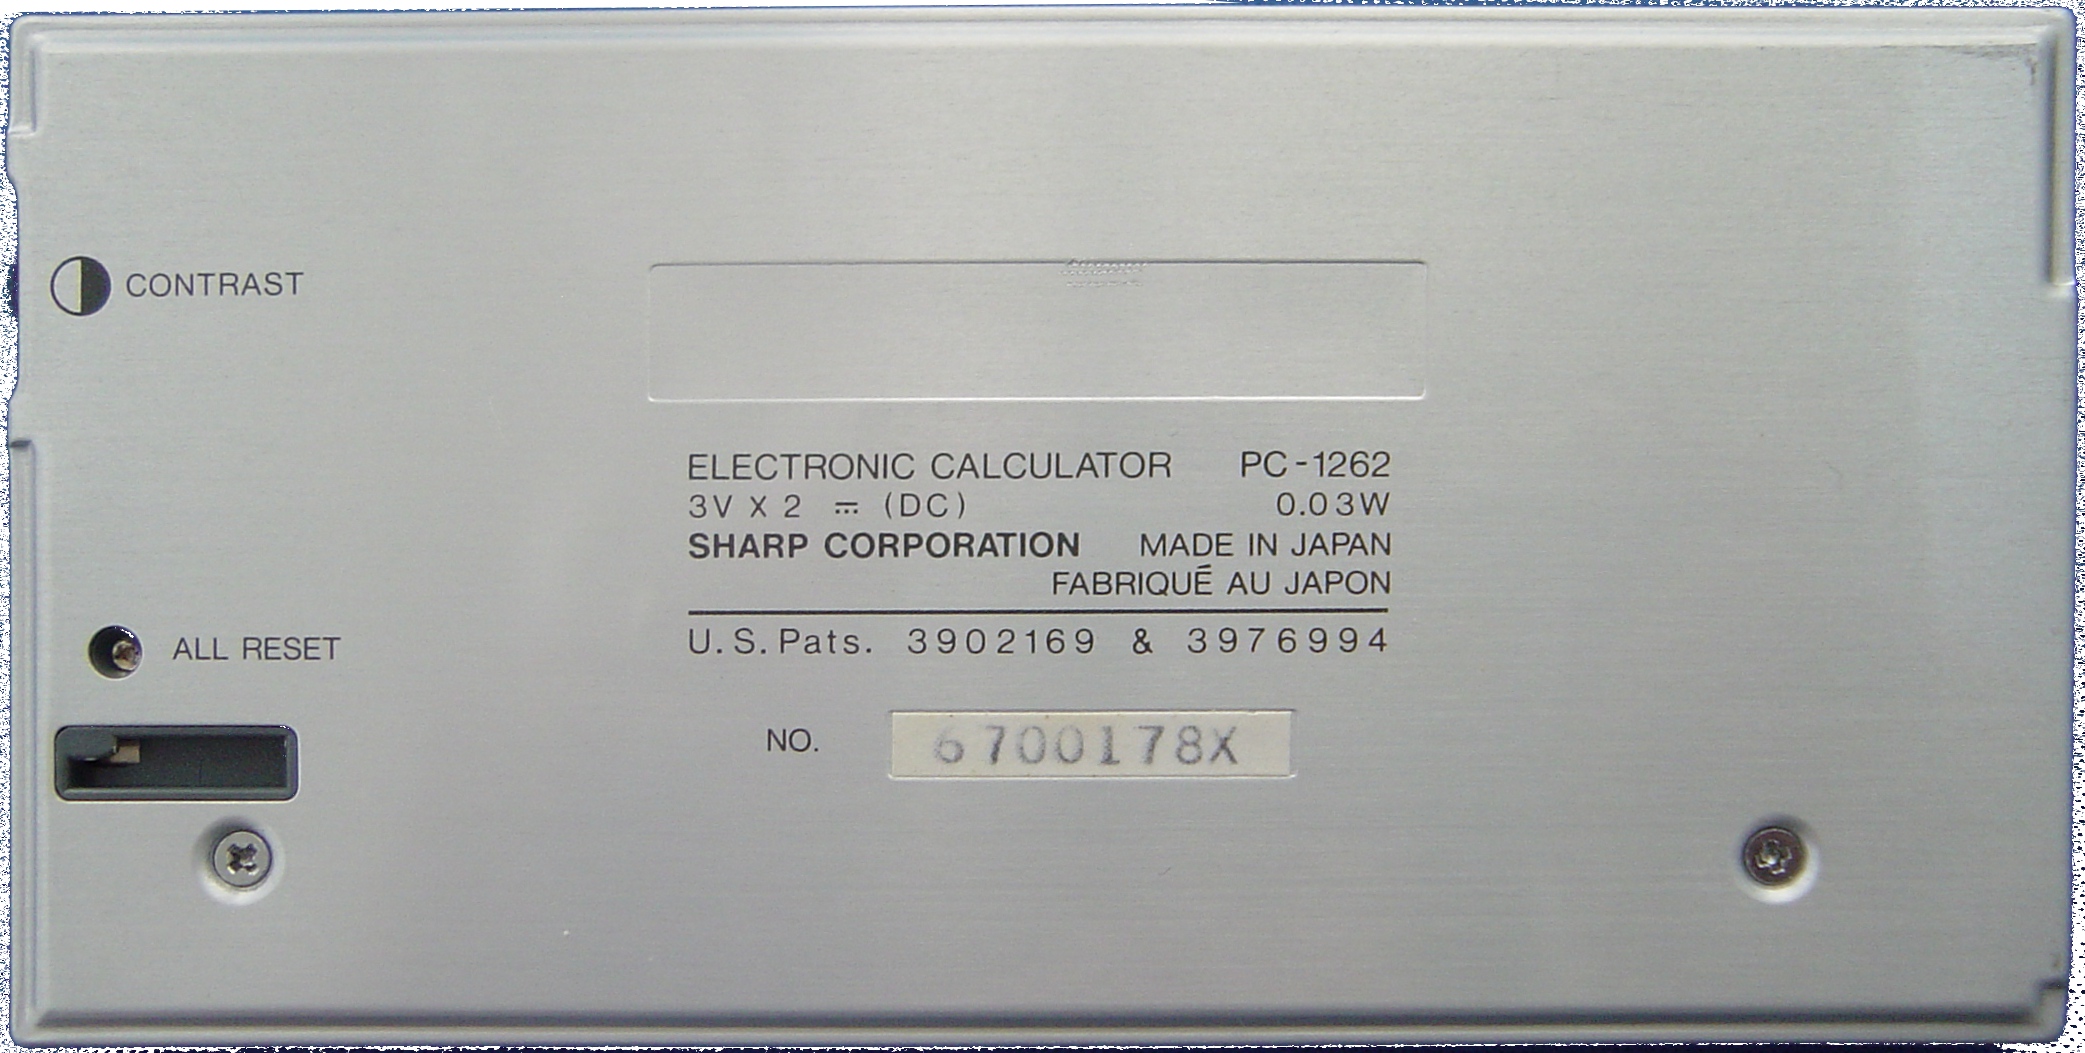 CONTRAST
ELECTRONIC CALCULATOR PC-1262
3V X 2 ⎓ (DC) 0.03W
SHARP CORPORATION MADE IN JAPAN
FABRIQUÉ AU JAPON
U.S.Pats. 3902169 & 3976994
ALL RESET
NO. 6700178X